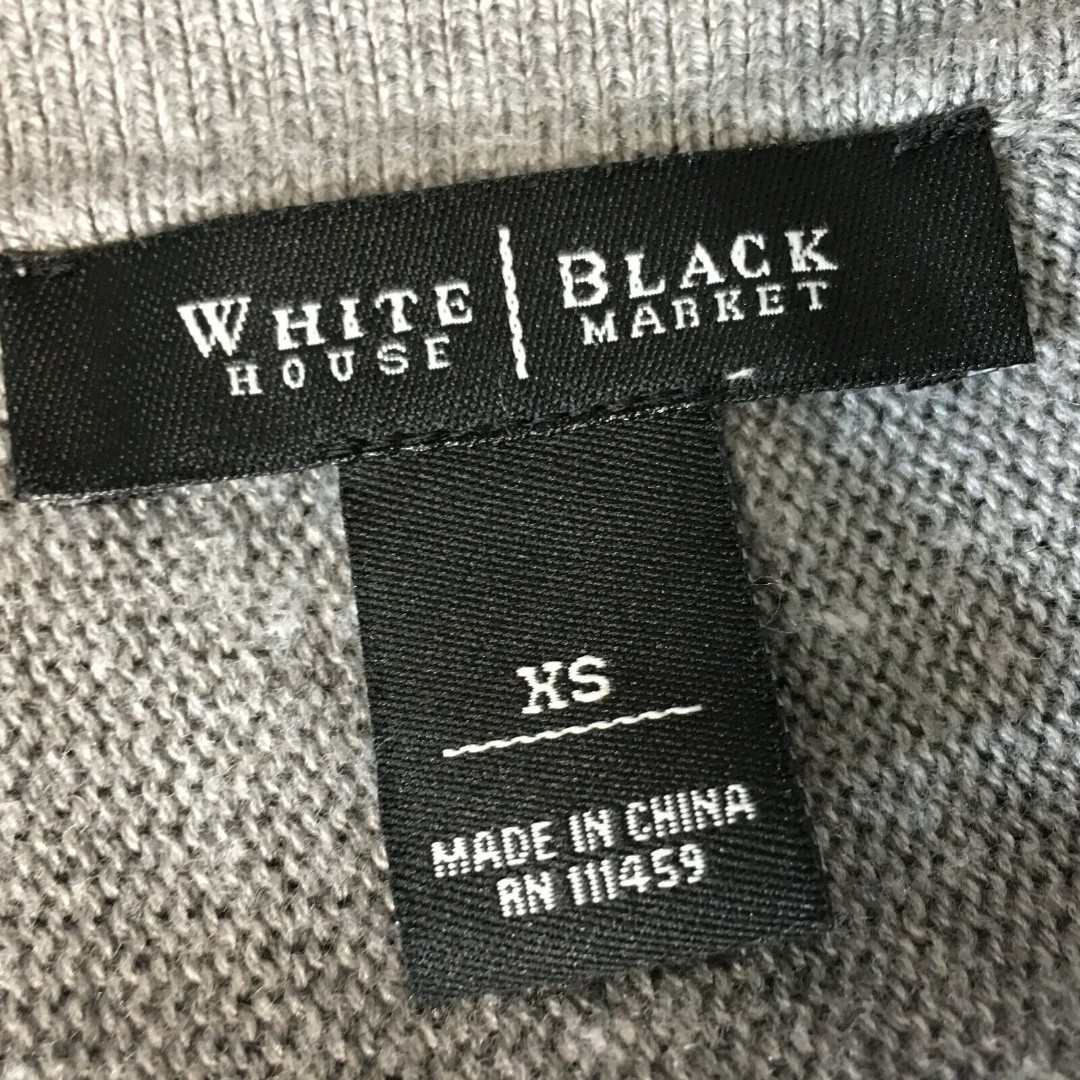 WHITE | BLACK
HOUSE | MARKET
XS
MADE IN CHINA
RN 111459